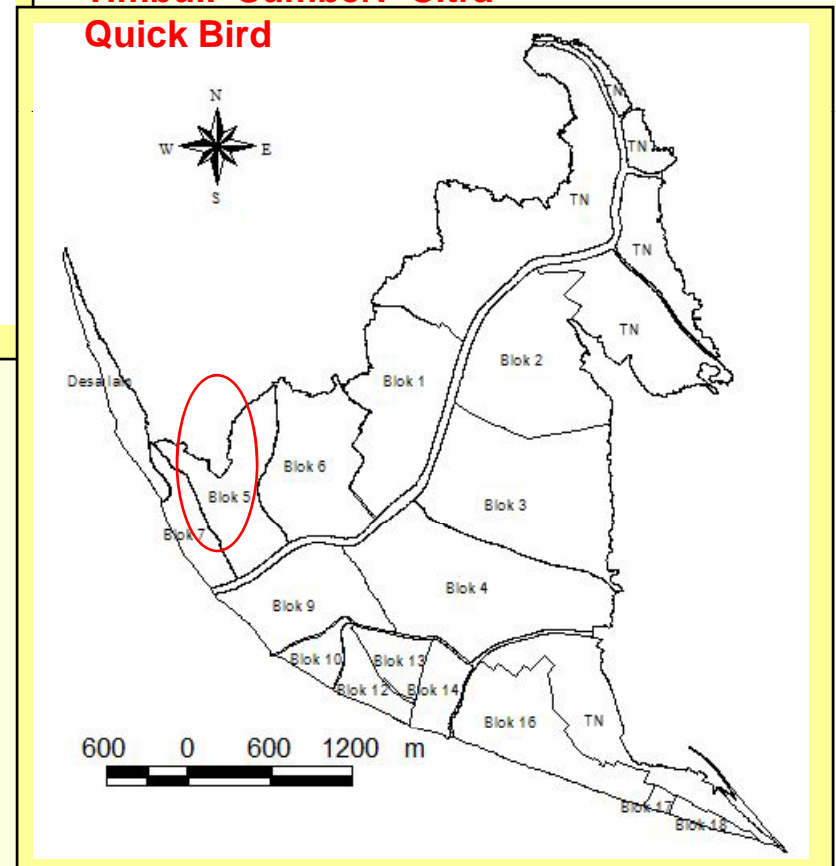 Quick Bird
N
W E
S
TN
TN
TN
TN
TN
Blok 2
Blok 1
Desa lain
Blok 6
Blok 5
Blok 3
Blok 7
Blok 4
Blok 9
Blok 10
Blok 13
Blok 12
Blok 14
Blok 16
TN
600 0 600 1200 m
Blok 17
Blok 18